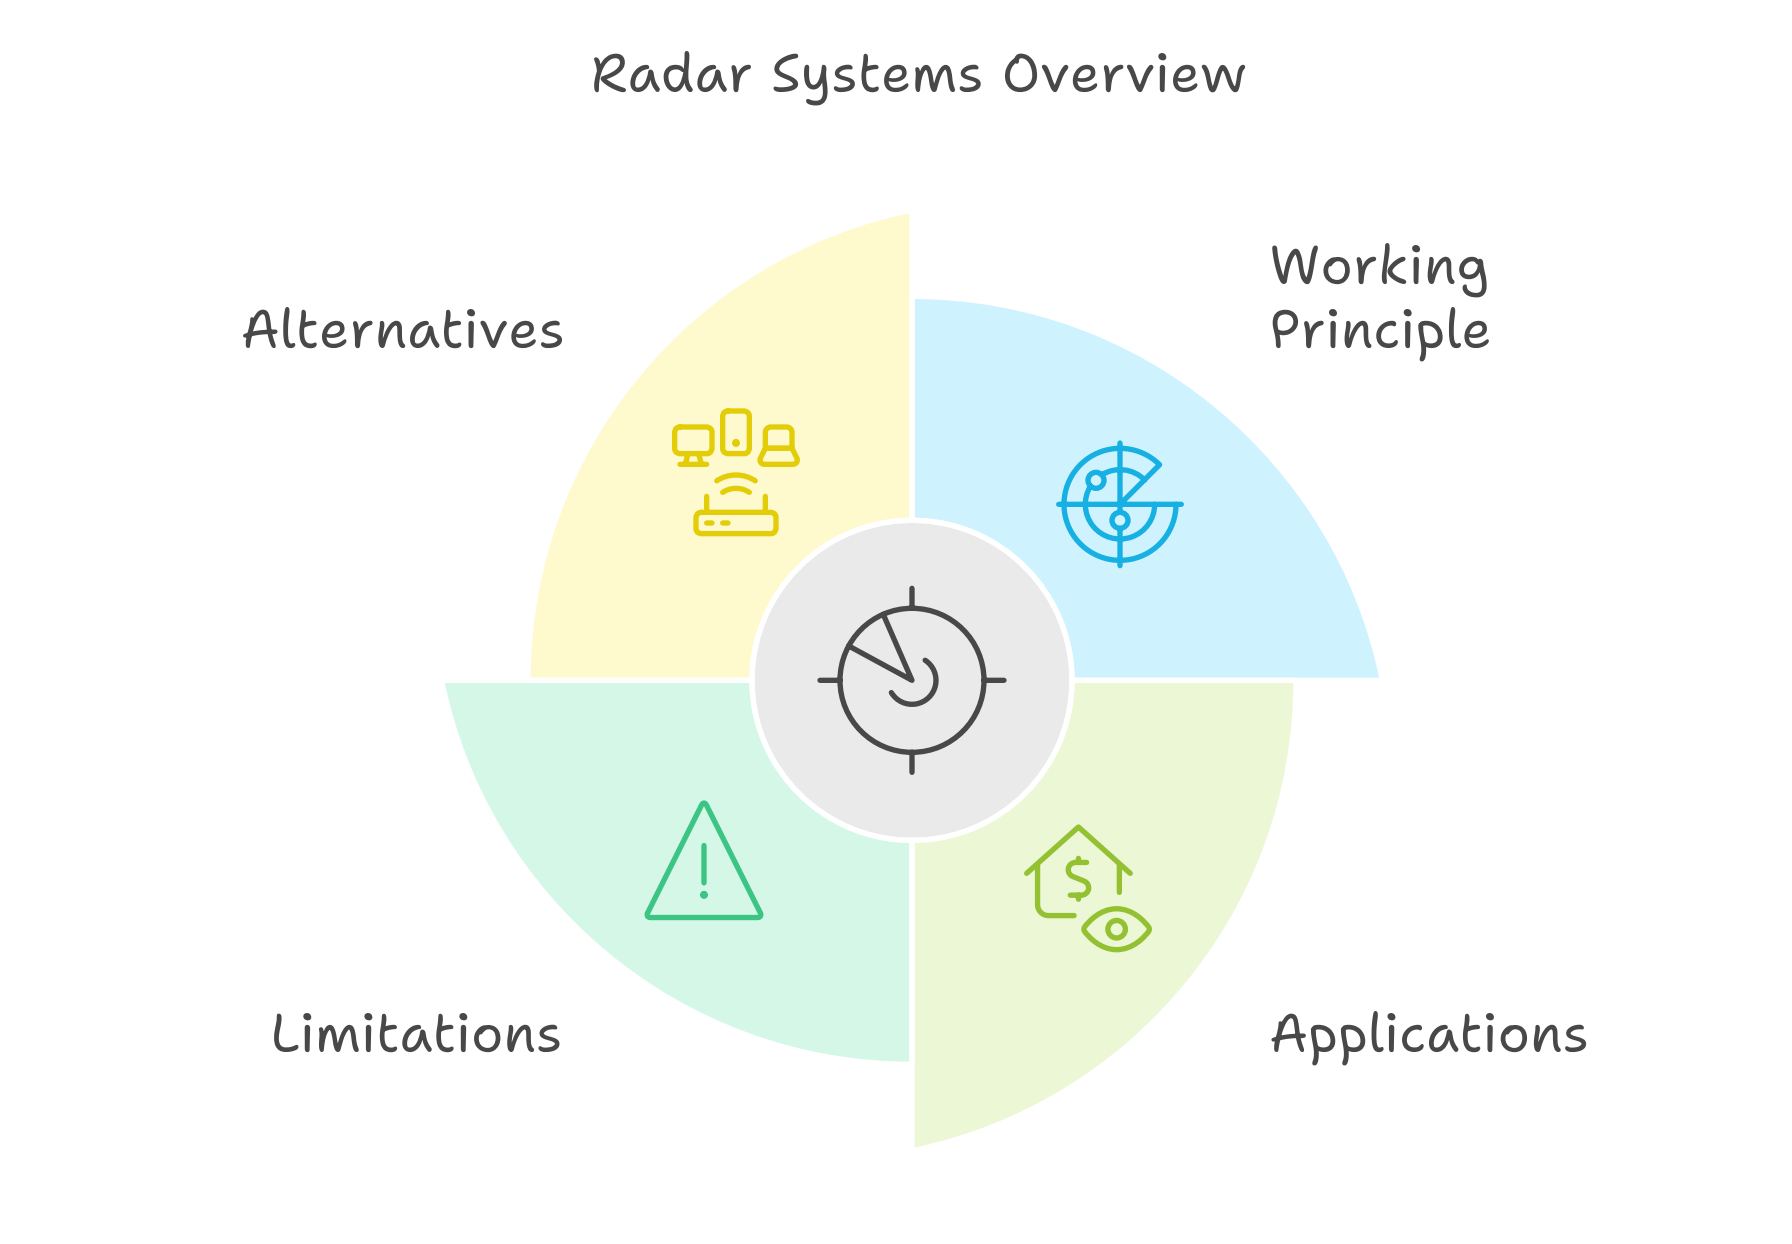 Radar Systems Overview
Working
Principle
Alternatives
$
Limitations
Applications